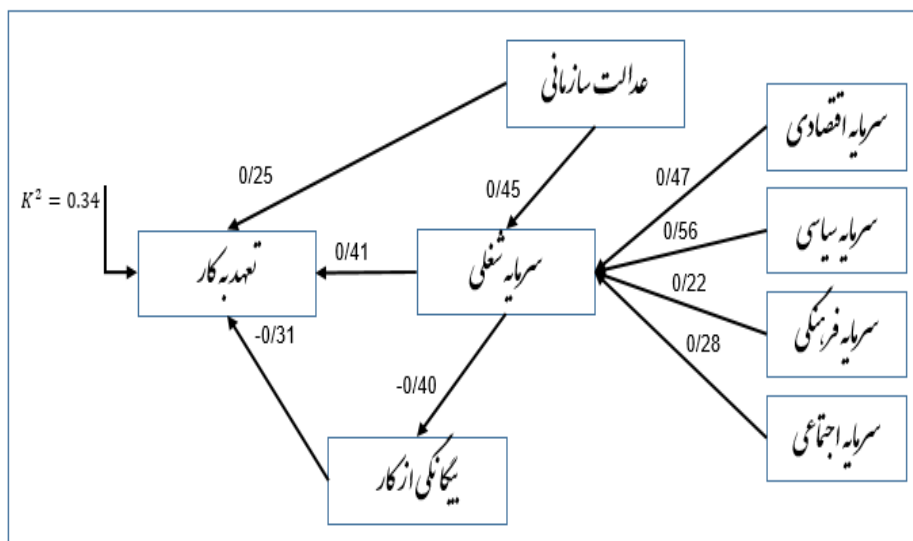 عدالت سازمانی
سرمایه اقتصادی
0/25
0/45
0/47
K² = 0.34
سرمایه سیاسی
0/56
تعهد به کار
0/41
سرمایه شغلی
0/22
سرمایه فرهنگی
-0/31
0/28
-0/40
سرمایه اجتماعی
بیگانگی از کار